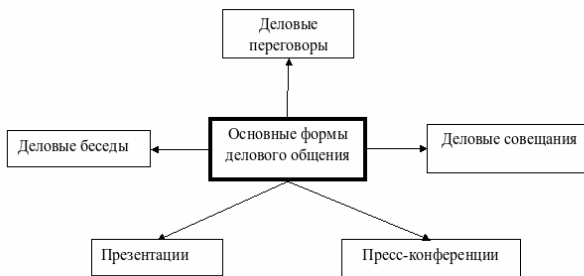 Деловые
переговоры
Основные формы
делового общения
Деловые беседы
Деловые совещания
Презентации
Пресс-конференции